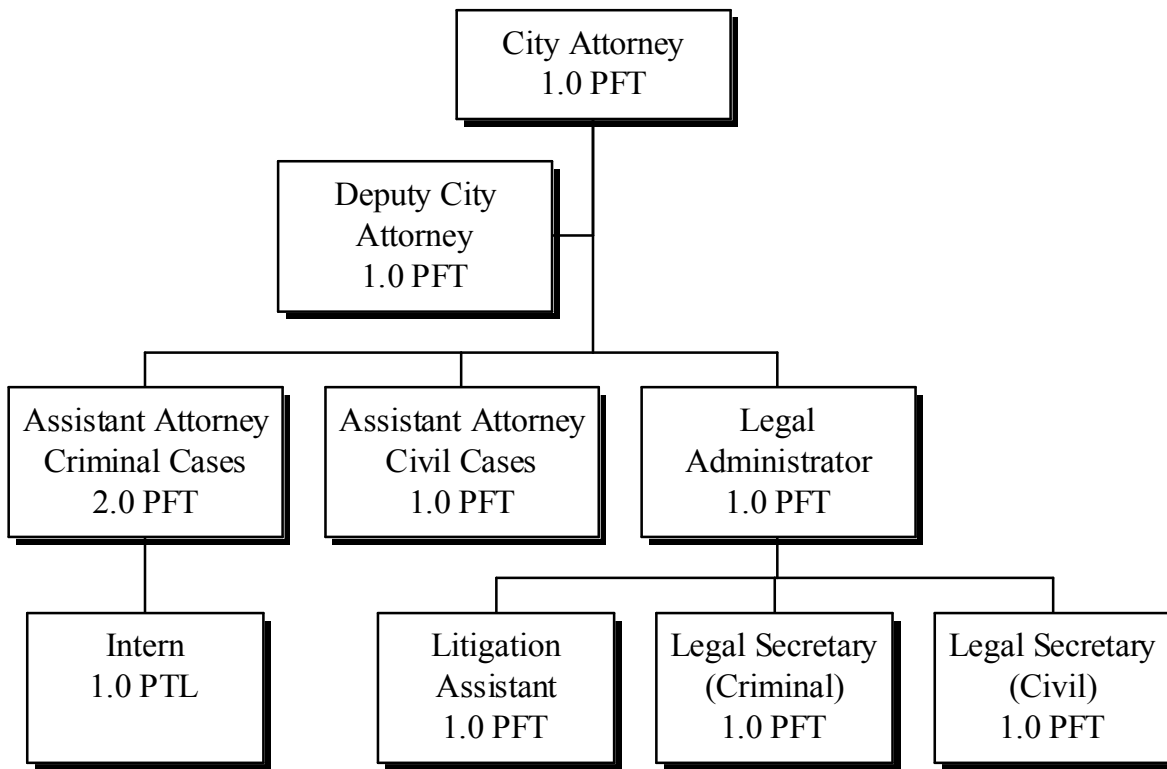 City Attorney
1.0 PFT
Deputy City
Attorney
1.0 PFT
Assistant Attorney
Criminal Cases
2.0 PFT
Assistant Attorney
Civil Cases
1.0 PFT
Legal
Administrator
1.0 PFT
Intern
1.0 PTL
Litigation
Assistant
1.0 PFT
Legal Secretary
(Criminal)
1.0 PFT
Legal Secretary
(Civil)
1.0 PFT